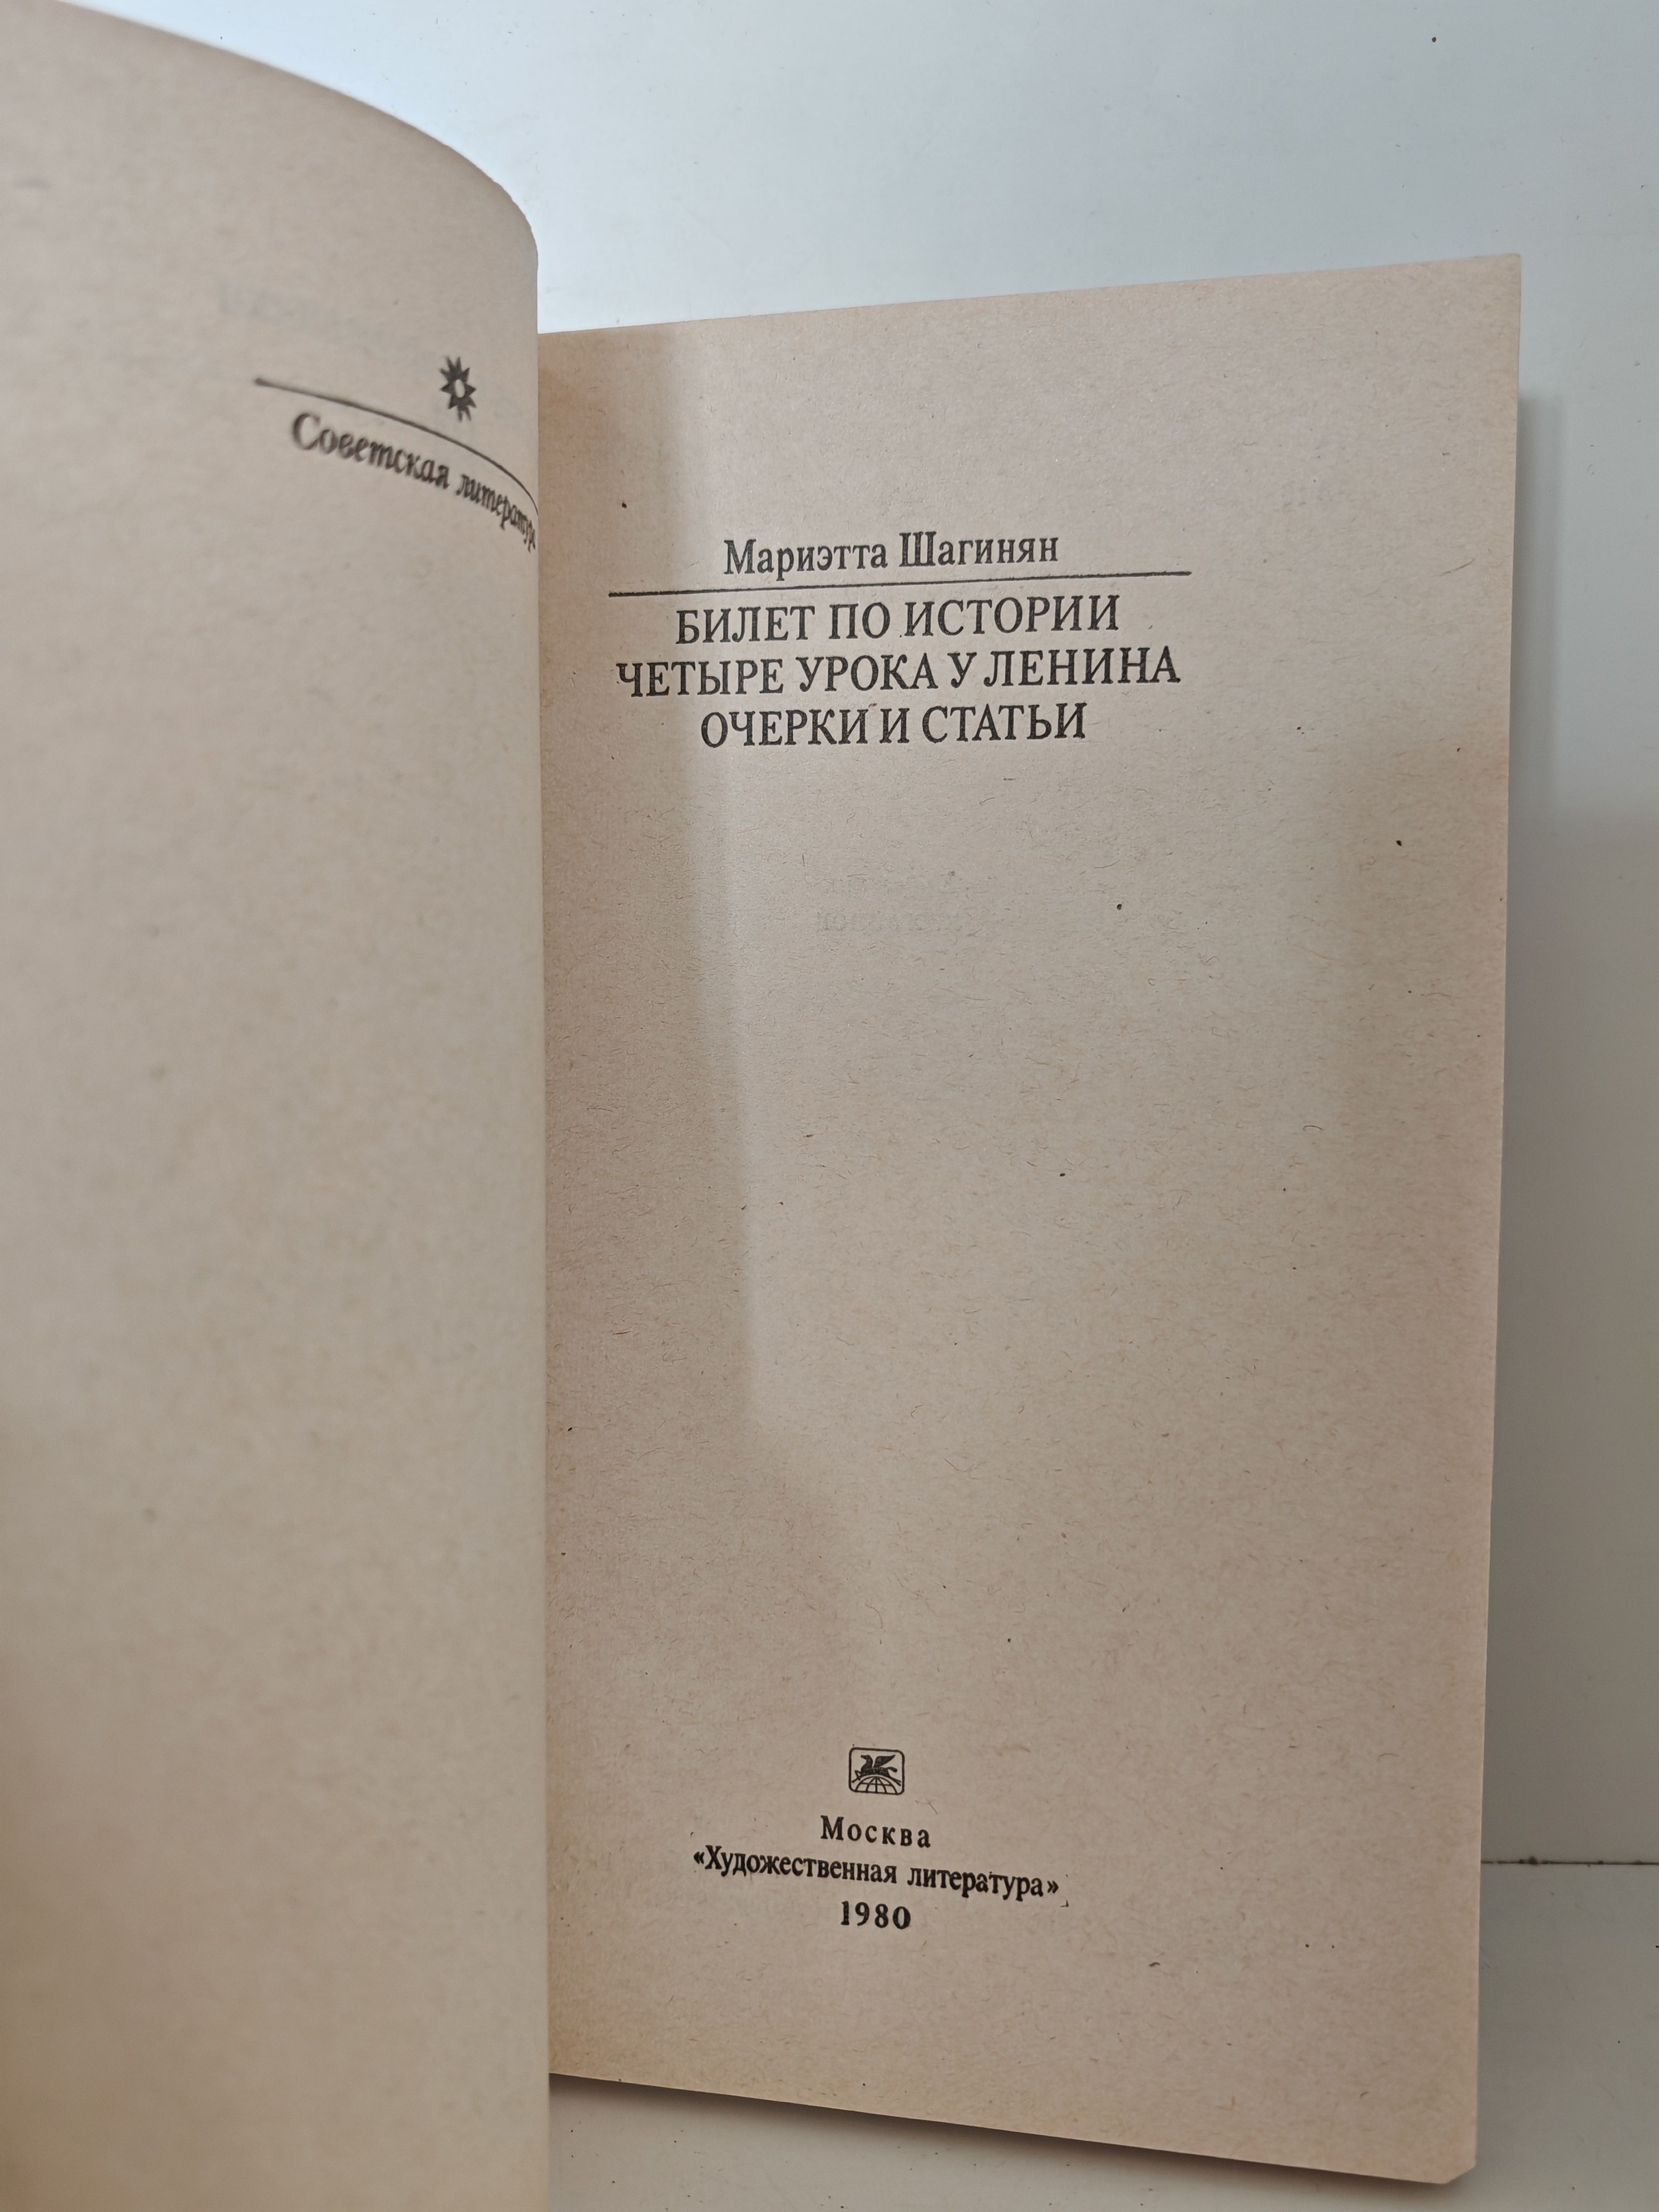 Советская литература
Мариэтта Шагинян
БИЛЕТ ПО ИСТОРИИ
ЧЕТЫРЕ УРОКА У ЛЕНИНА
ОЧЕРКИ И СТАТЬИ
Москва
«Художественная литература»
1980